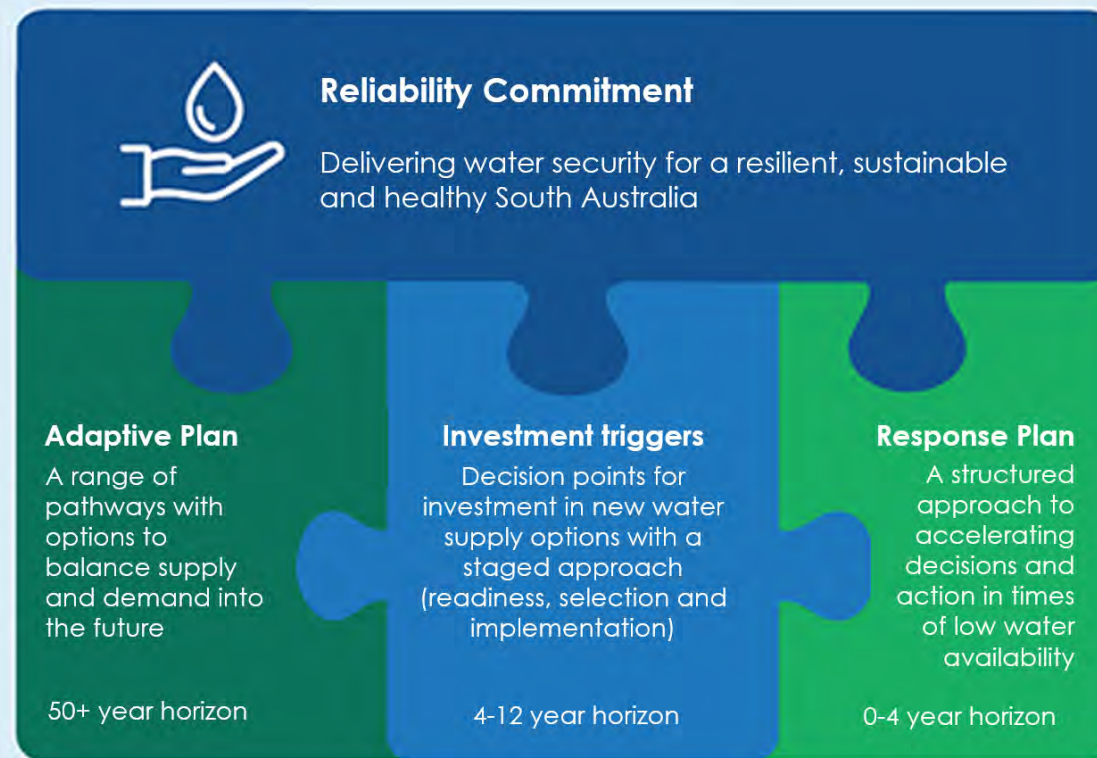 Reliability Commitment
Delivering water security for a resilient, sustainable
and healthy South Australia
Adaptive Plan
A range of
pathways with
options to
balance supply
and demand into
the future
50+ year horizon
Investment triggers
Decision points for
investment in new water
supply options with a
staged approach
(readiness, selection and
implementation)
4-12 year horizon
Response Plan
A structured
approach to
accelerating
decisions and
action in times
of low water
availability
0-4 year horizon